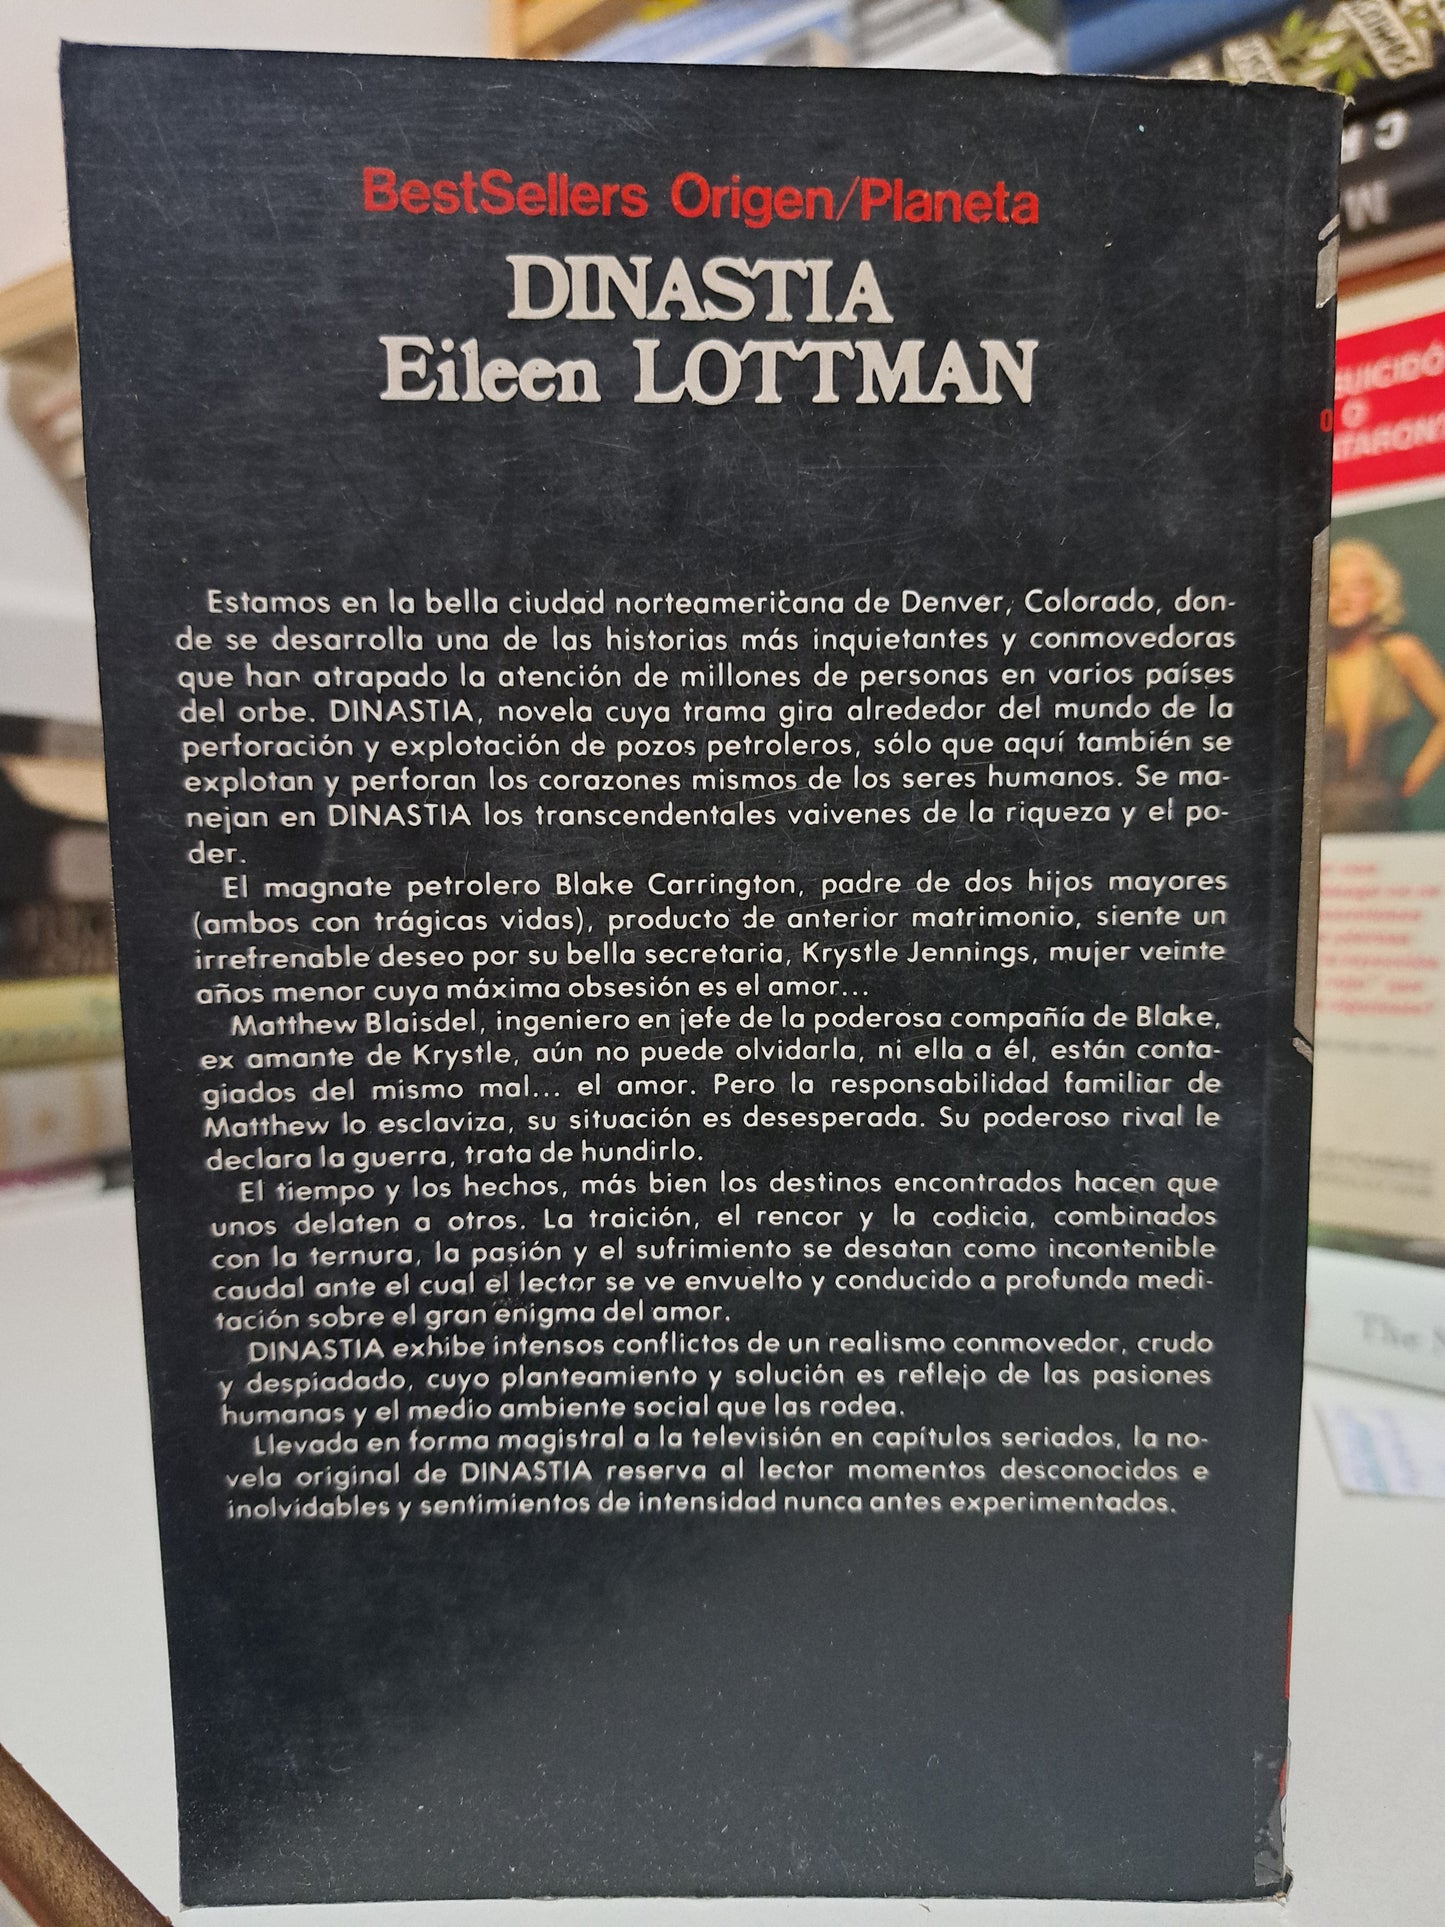 BestSellers Origen/Planeta
DINASTIA
Eileen LOTTMAN
Estamos en la bella ciudad norteamericana de Denver, Colorado, don-
de se desarrolla una de las historias más inquietantes y conmovedoras
que han atrapado la atención de millones de personas en varios países
del orbe. DINASTIA, novela cuya trama gira alrededor del mundo de la
perforación y explotación de pozos petroleros, sólo que aquí también se
explotan y perforan los corazones mismos de los seres humanos. Se ma-
nejan en DINASTIA los transcendentales vaivenes de la riqueza y el po-
der.
El magnate petrolero Blake Carrington, padre de dos hijos mayores
(ambos con trágicas vidas), producto de anterior matrimonio, siente un
irrefrenable deseo por su bella secretaria, Krystle Jennings, mujer veinte
años menor cuya máxima obsesión es el amor...
Matthew Blaisdel, ingeniero en jefe de la poderosa compañía de Blake,
ex amante de Krystle, aún no puede olvidarla, ni ella a él, están conta-
giados del mismo mal... el amor. Pero la responsabilidad familiar de
Matthew lo esclaviza, su situación es desesperada. Su poderoso rival le
declara la guerra, trata de hundirlo.
El tiempo y los hechos, más bien los destinos encontrados hacen que
unos delaten a otros. La traición, el rencor y la codicia, combinados
con la ternura, la pasión y el sufrimiento se desatan como incontenible
caudal ante el cual el lector se ve envuelto y conducido a profunda medi-
tación sobre el gran enigma del amor.
DINASTIA exhibe intensos conflictos de un realismo conmovedor, crudo
y despiadado, cuyo planteamiento y solución es reflejo de las pasiones
humanas y el medio ambiente social que las rodea.
Llevada en forma magistral a la televisión en capítulos seriados, la no-
vela original de DINASTIA reserva al lector momentos desconocidos e
inolvidables y sentimientos de intensidad nunca antes experimentados.
UICIDÓ
O
TARON
The